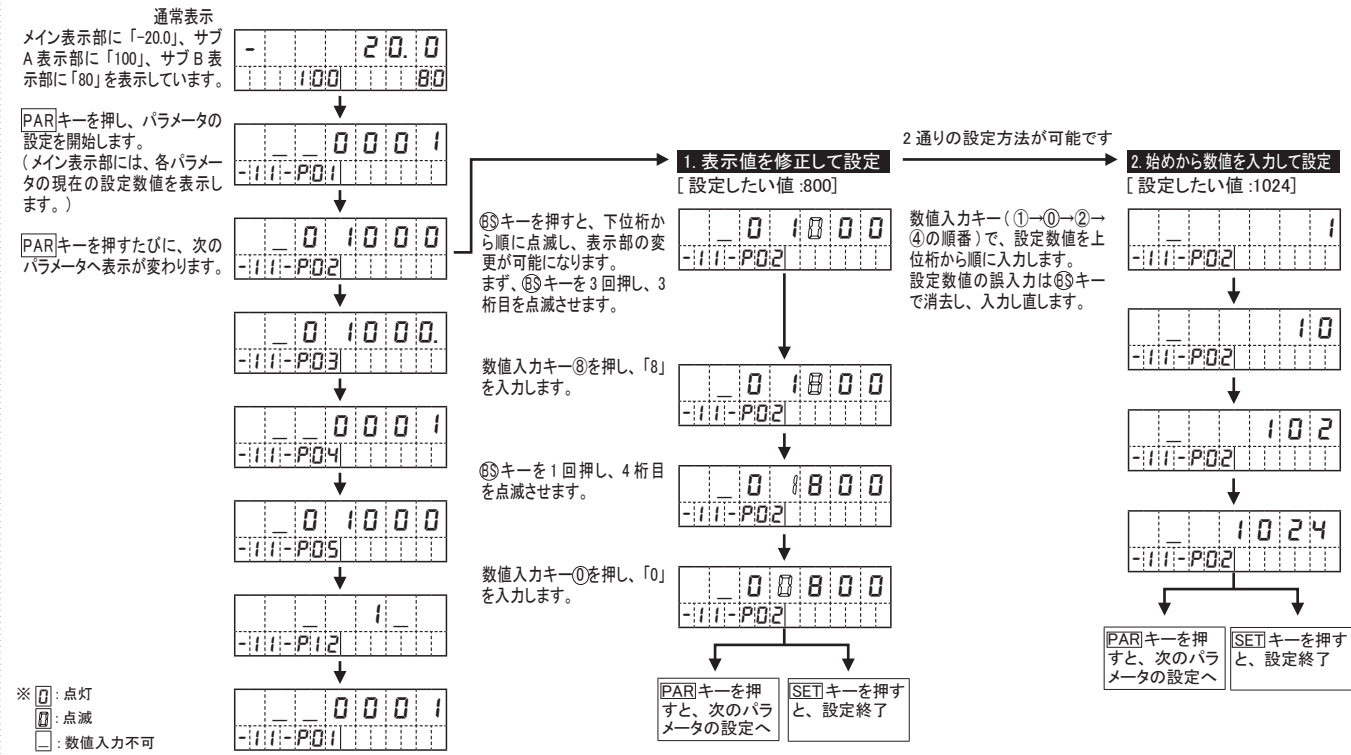 通常表示
メイン表示部に「-20.0」、サブ
A 表示部に「100」、サブ B 表
示部に「80」を表示しています。
- 20.0
100 80
PARキーを押し、パラメータの
設定を開始します。
(メイン表示部には、各パラメー
タの現在の設定数値を表示し
ます。)
_ _ 0001
-11-P01
PARキーを押すたびに、次の
パラメータへ表示が変わります。
_ 01000
-11-P02
_ 01000.
-11-P03
_ _ 0001
-11-P04
_ 01000
-11-P05
_ 1 _
-11-P12
_ _ 0001
-11-P01
※ 0 : 点灯
0 : 点滅
_ : 数値入力不可
1. 表示値を修正して設定
[設定したい値 :800]
BSキーを押すと、下位桁か
ら順に点滅し、表示部の変
更が可能になります。
まず、BSキーを3回押し、3
桁目を点滅させます。
_ 01000
-11-P02
数値入力キー⑧を押し、「8」
を入力します。
_ 01800
-11-P02
BSキーを1回押し、4桁目
を点滅させます。
_ 01800
-11-P02
数値入力キー⓪を押し、「0」
を入力します。
_ 00800
-11-P02
PARキーを押
すと、次のパラ
メータの設定へ
SETキーを押す
と、設定終了
2 通りの設定方法が可能です
2. 始めから数値を入力して設定
[設定したい値 :1024]
数値入力キー(①→⓪→②→
④の順番)で、設定数値を上
位桁から順に入力します。
設定数値の誤入力はBSキー
で消去し、入力し直します。
_ 1
-11-P02
_ 10
-11-P02
_ 102
-11-P02
_ 1024
-11-P02
PARキーを押
すと、次のパラ
メータの設定へ
SETキーを押す
と、設定終了